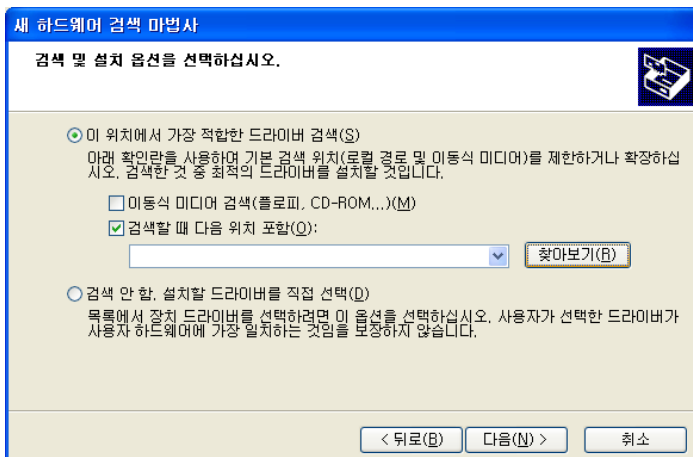 새 하드웨어 검색 마법사
검색 및 설치 옵션을 선택하십시오.
이 위치에서 가장 적합한 드라이버 검색(S)
아래 확인란을 사용하여 기본 검색 위치(로컬 경로 및 이동식 미디어)를 제한하거나 확장하십
시오. 검색한 것 중 최적의 드라이버를 설치할 것입니다.
이동식 미디어 검색(플로피, CD-ROM...)(M)
검색할 때 다음 위치 포함(O):
찾아보기(R)
검색 안 함. 설치할 드라이버를 직접 선택(D)
목록에서 장치 드라이버를 선택하려면 이 옵션을 선택하십시오. 사용자가 선택한 드라이버가
사용자 하드웨어에 가장 일치하는 것임을 보장하지 않습니다.
< 뒤로(B) 다음(N) > 취소